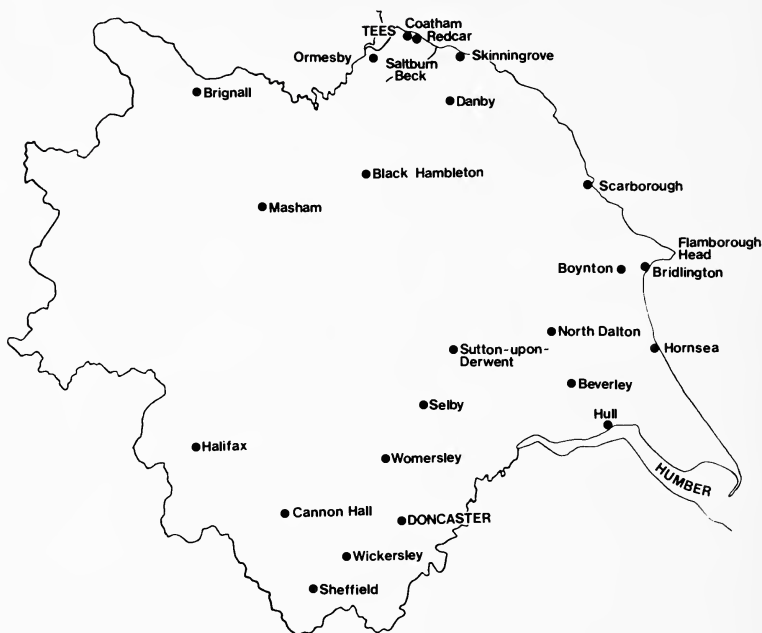 TEES
Coatham
Redcar
Ormesby
Saltburn
Beck
Skinningrove
Brignall
Danby
Black Hambleton
Scarborough
Masham
Flamborough
Head
Boynton
Bridlington
North Dalton
Sutton-upon-
Derwent
Hornsea
Beverley
Selby
Hull
Halifax
Womersley
HUMBER
Cannon Hall
DONCASTER
Wickersley
Sheffield